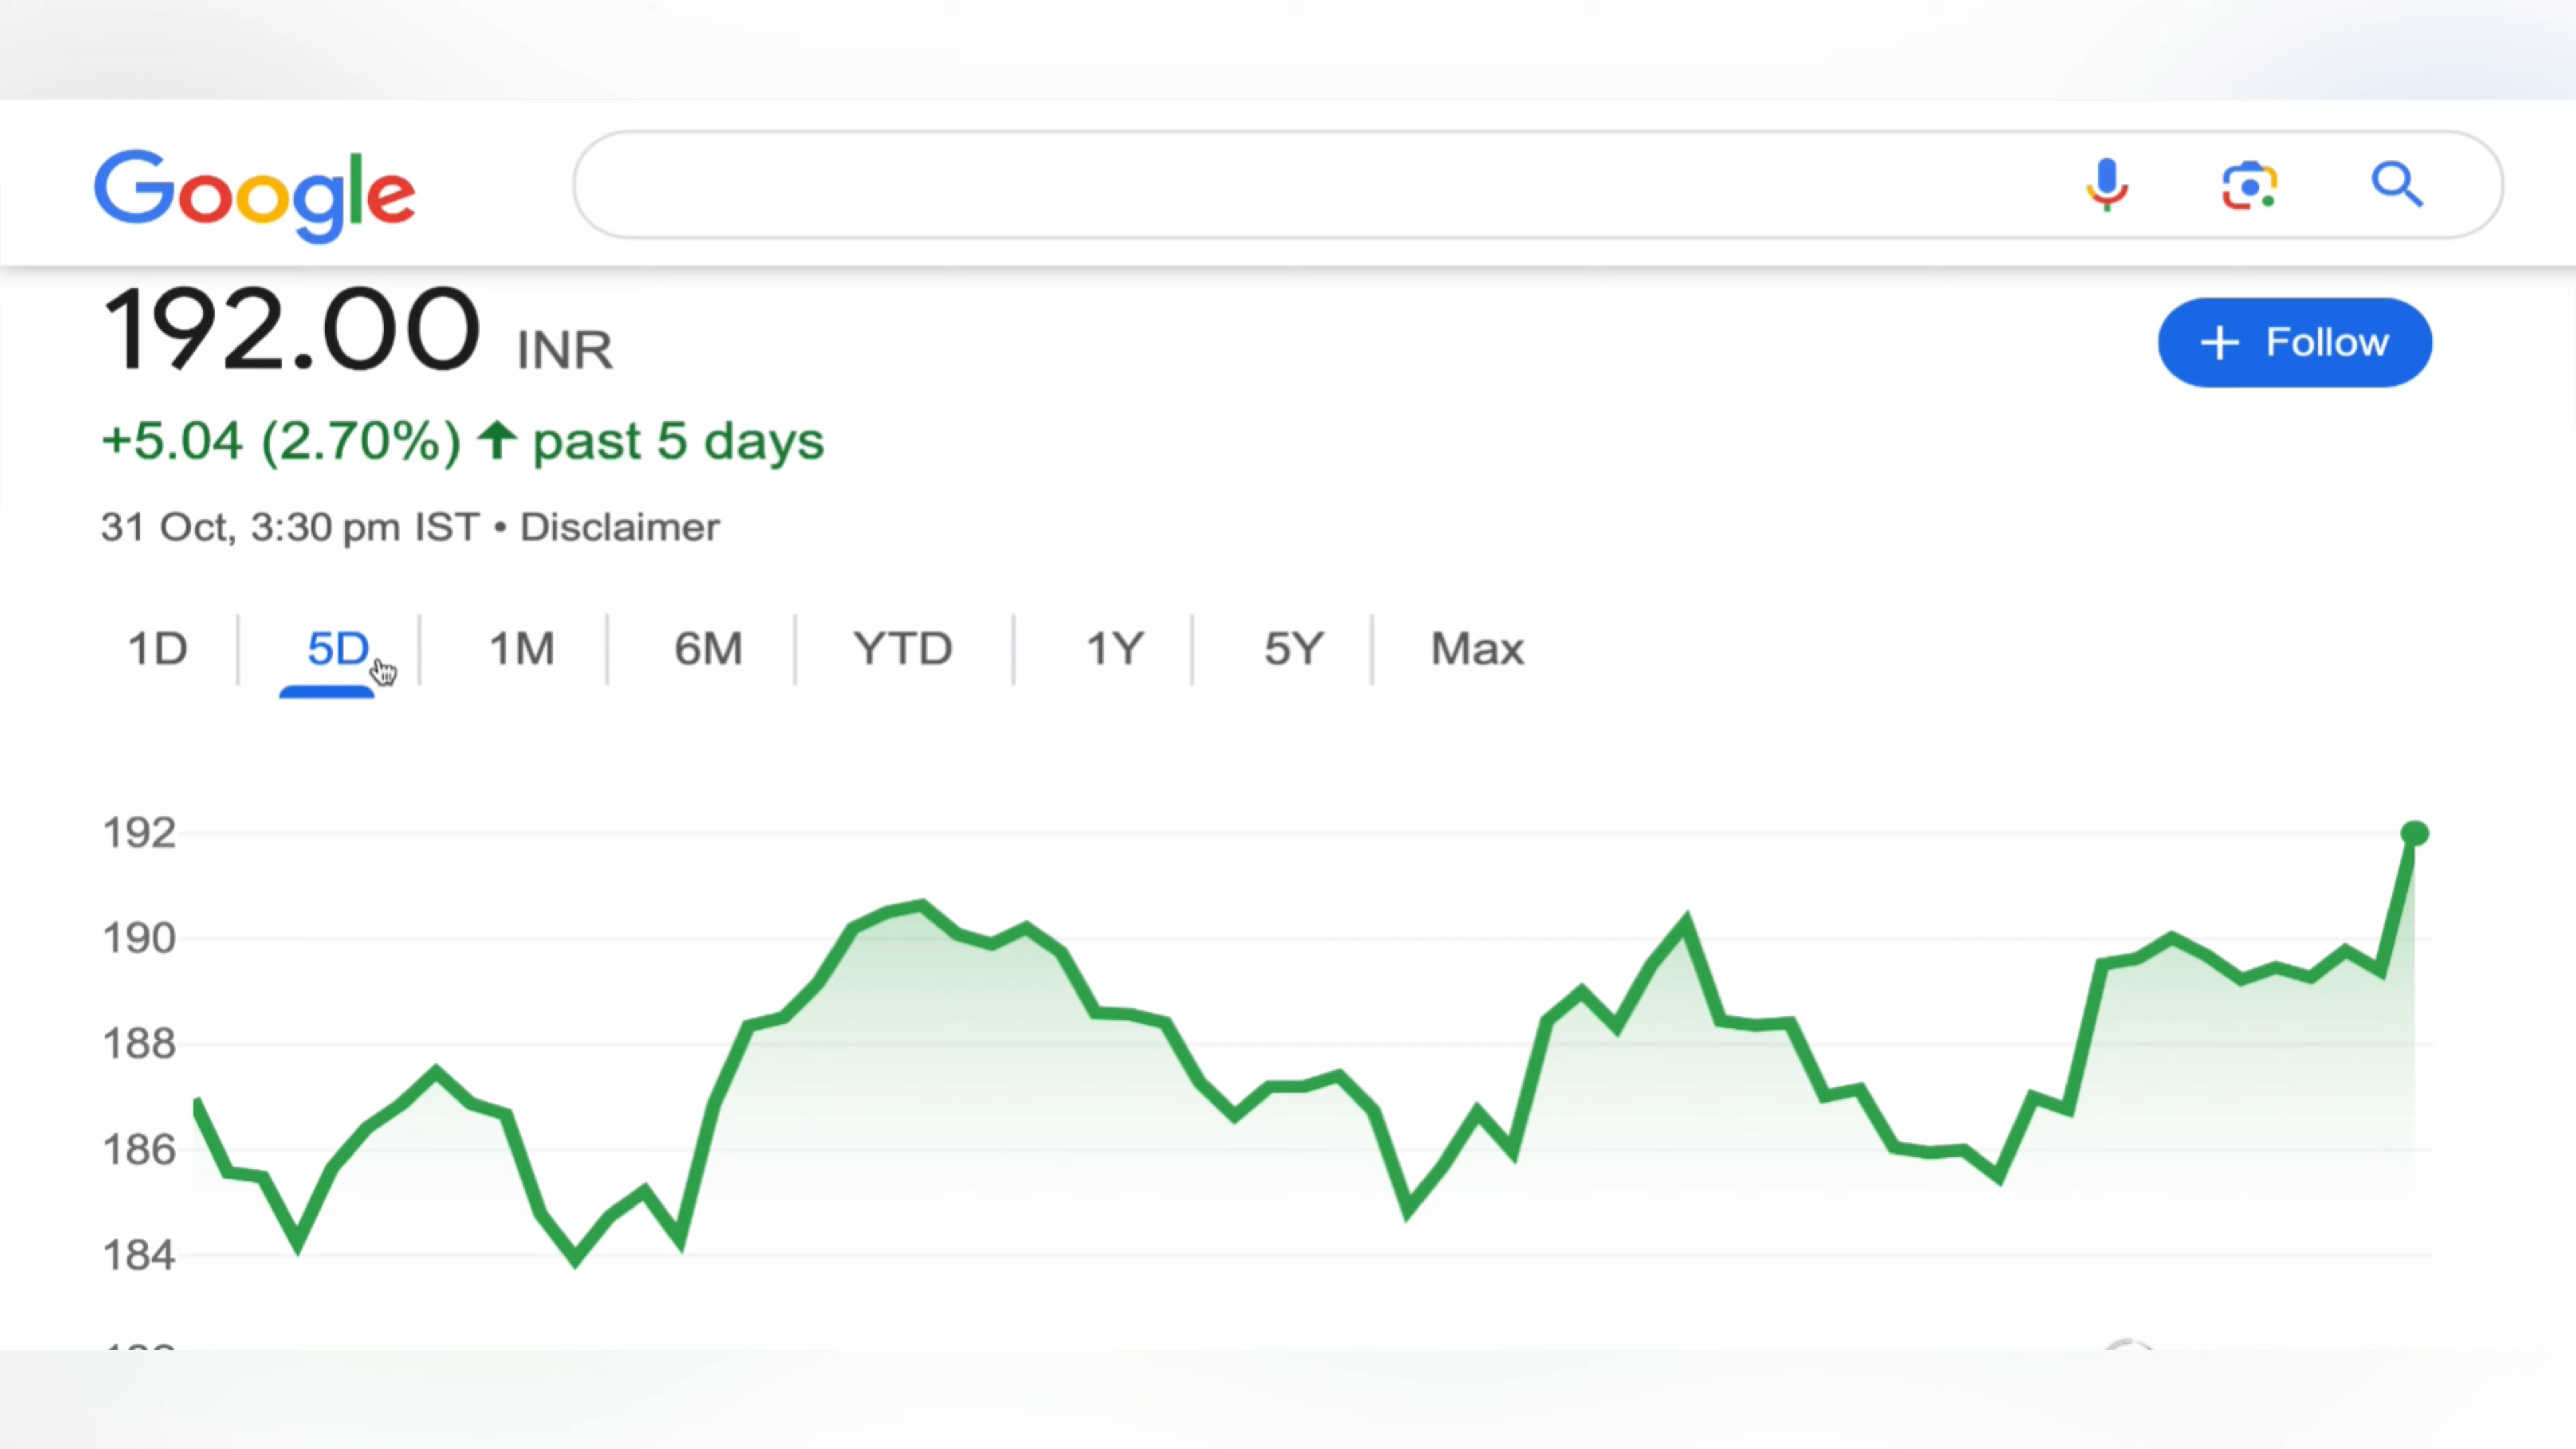 Google
192.00 INR
+ Follow
+5.04 (2.70%) ↑ past 5 days
31 Oct, 3:30 pm IST • Disclaimer
1D 5D 1M 6M YTD 1Y 5Y Max
192
190
188
186
184